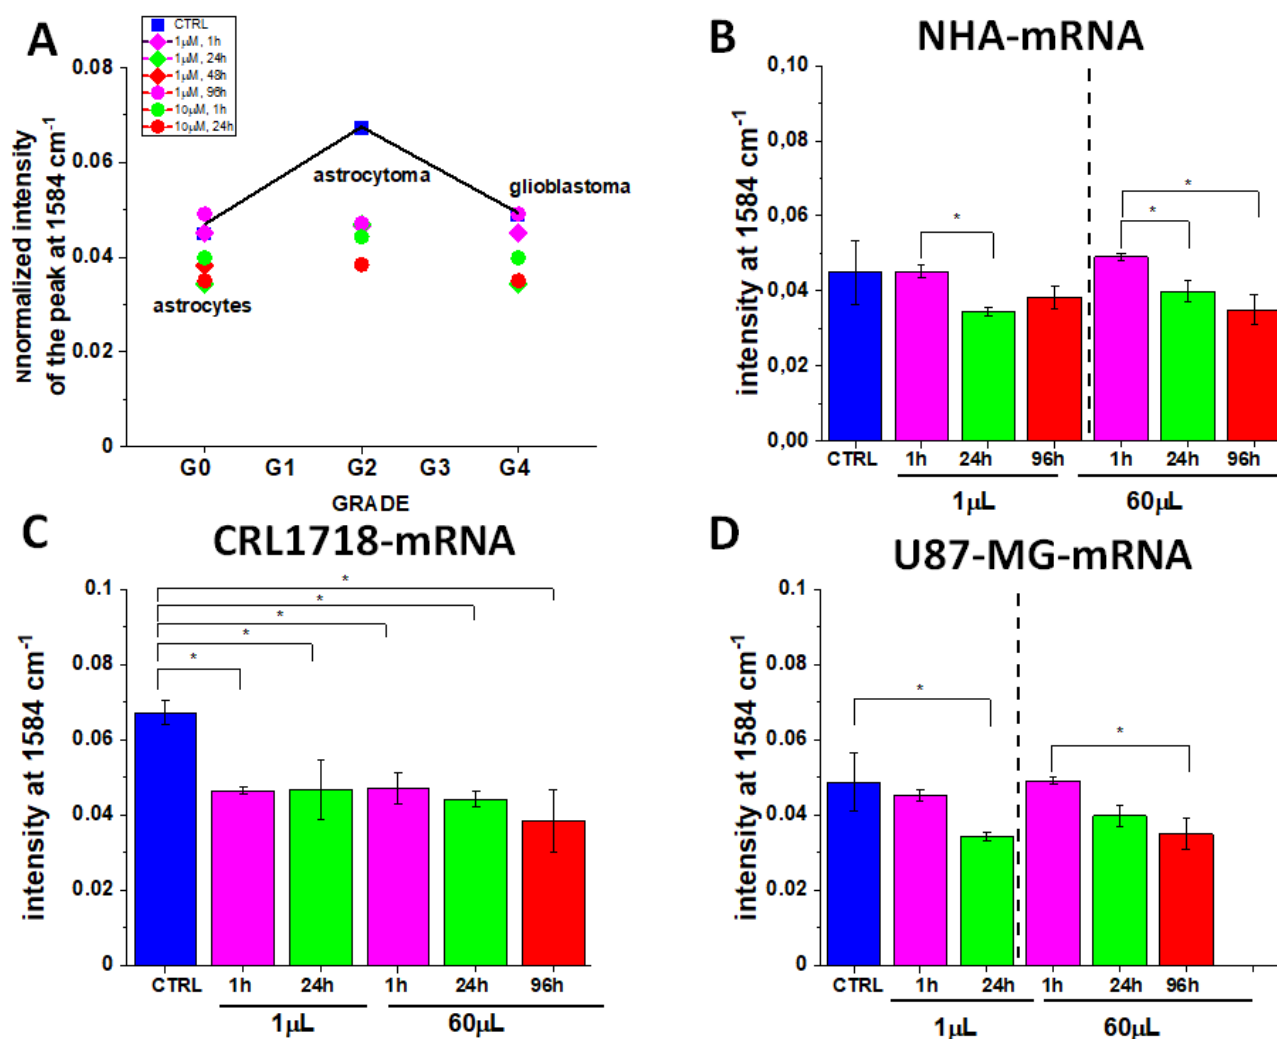 A
CTRL
1µM, 1h
1µM, 24h
1µM, 48h
1µM, 96h
10µM, 1h
10µM, 24h
Nnormalized intensity
of the peak at 1584 cm⁻¹
0.08
0.06
0.04
0.02
0
astrocytoma
glioblastoma
astrocytes
G0 G1 G2 G3 G4
GRADE
B
NHA-mRNA
intensity at 1584 cm⁻¹
0,10
0,08
0,06
0,04
0,02
0,00
*
*
*
CTRL 1h 24h 96h 1h 24h 96h
1µL 60µL
C
CRL1718-mRNA
intensity at 1584 cm⁻¹
0.1
0.08
0.06
0.04
0.02
0
*
*
*
*
*
CTRL 1h 24h 1h 24h 96h
1µL 60µL
D
U87-MG-mRNA
intensity at 1584 cm⁻¹
0.1
0.08
0.06
0.04
0.02
0
*
*
CTRL 1h 24h 1h 24h 96h
1µL 60µL